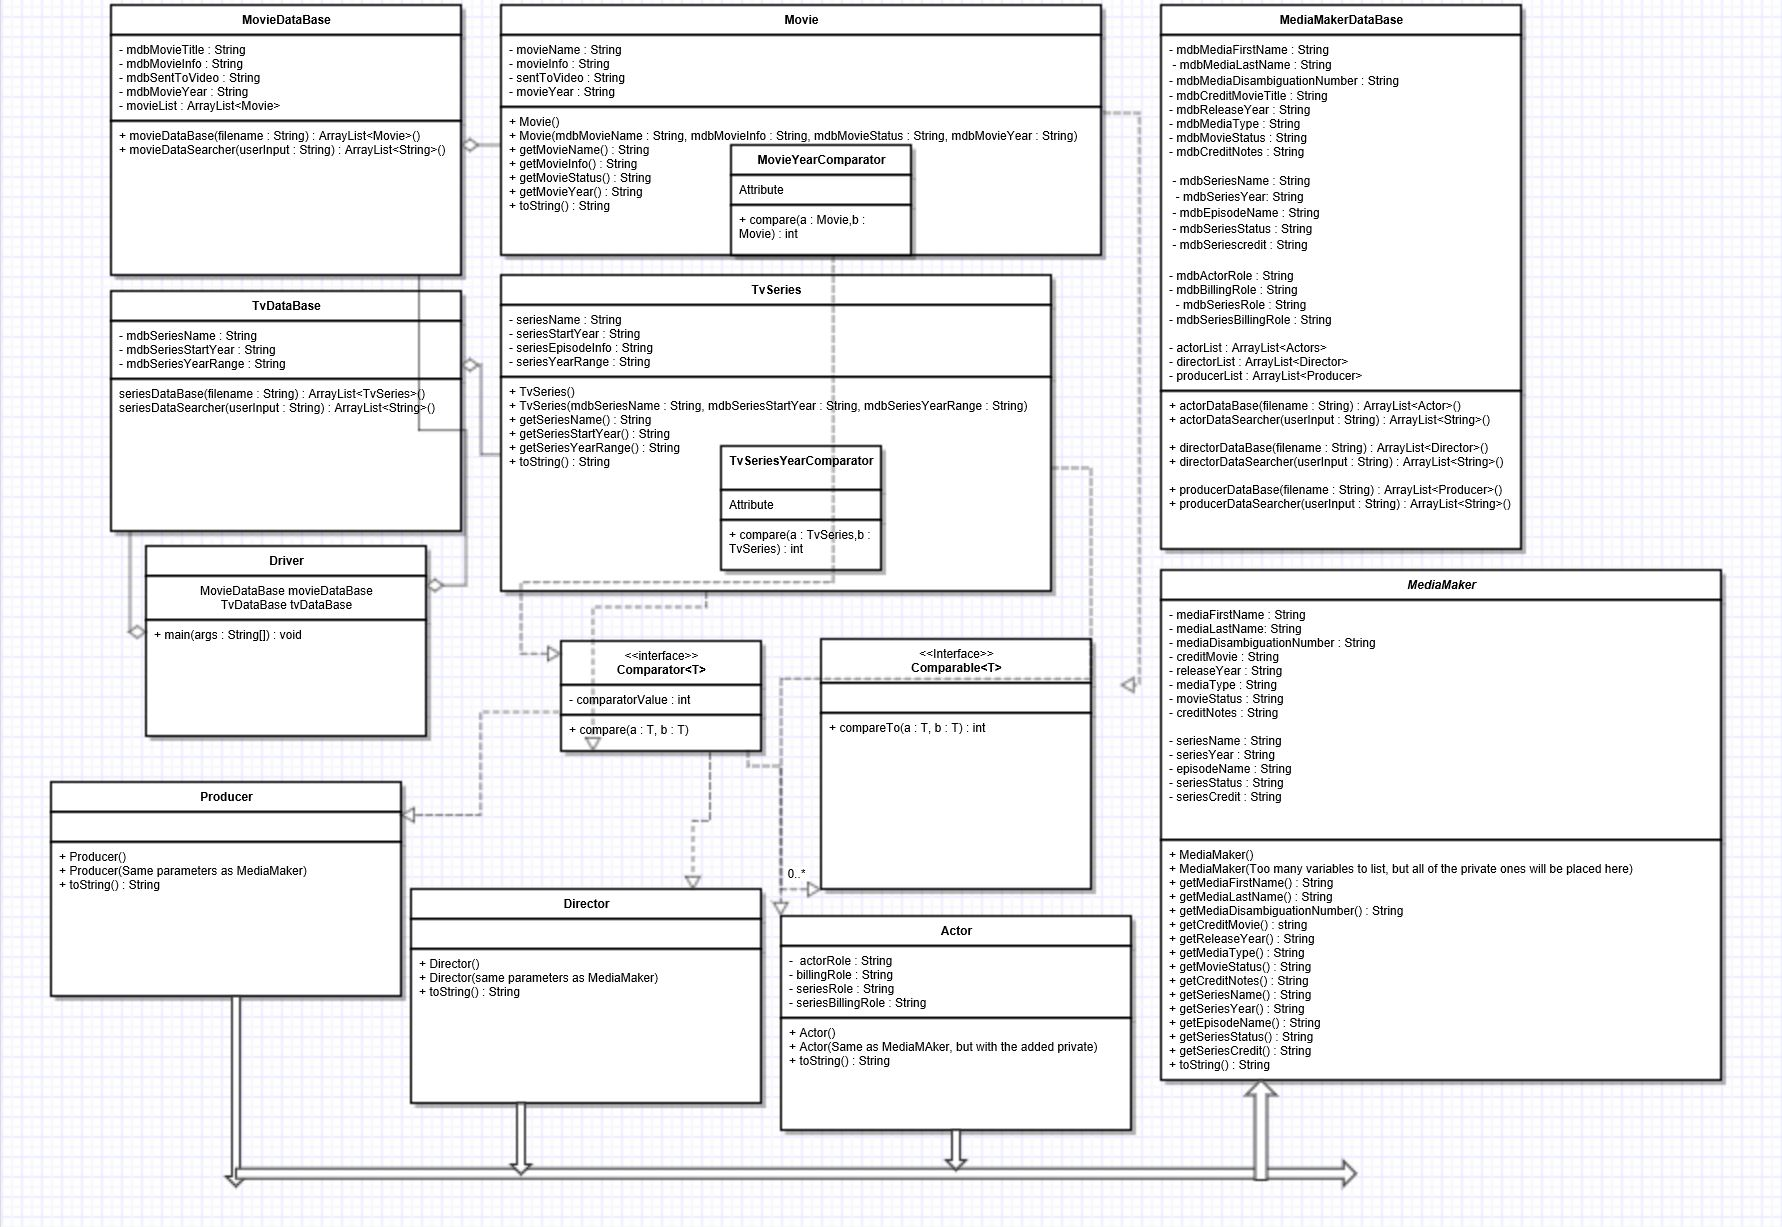 MovieDataBase
- mdbMovieTitle : String
- mdbMovieInfo : String
- mdbSentToVideo : String
- mdbMovieYear : String
- movieList : ArrayList<Movie>
+ movieDataBase(filename : String) : ArrayList<Movie>()
+ movieDataSearcher(userInput : String) : ArrayList<String>()
Movie
- movieName : String
- movieInfo : String
- sentToVideo : String
- movieYear : String
+ Movie()
+ Movie(mdbMovieName : String, mdbMovieInfo : String, mdbMovieStatus : String, mdbMovieYear : String)
+ getMovieName() : String
+ getMovieInfo() : String
+ getMovieStatus() : String
+ getMovieYear() : String
+ toString() : String
MovieYearComparator
Attribute
+ compare(a : Movie,b :
Movie) : int
MediaMakerDataBase
- mdbMediaFirstName : String
- mdbMediaLastName : String
- mdbMediaDisambiguationNumber : String
- mdbCreditMovieTitle : String
- mdbReleaseYear : String
- mdbMediaType : String
- mdbMovieStatus : String
- mdbCreditNotes : String
- mdbSeriesName : String
- mdbSeriesYear: String
- mdbEpisodeName : String
- mdbSeriesStatus : String
- mdbSeriescredit : String
- mdbActorRole : String
- mdbBillingRole : String
- mdbSeriesRole : String
- mdbSeriesBillingRole : String
- actorList : ArrayList<Actors>
- directorList : ArrayList<Director>
- producerList : ArrayList<Producer>
+ actorDataBase(filename : String) : ArrayList<Actor>()
+ actorDataSearcher(userInput : String) : ArrayList<String>()
+ directorDataBase(filename : String) : ArrayList<Director>()
+ directorDataSearcher(userInput : String) : ArrayList<String>()
+ producerDataBase(filename : String) : ArrayList<Producer>()
+ producerDataSearcher(userInput : String) : ArrayList<String>()
TvDataBase
- mdbSeriesName : String
- mdbSeriesStartYear : String
- mdbSeriesYearRange : String
seriesDataBase(filename : String) : ArrayList<TvSeries>()
seriesDataSearcher(userInput : String) : ArrayList<String>()
TvSeries
- seriesName : String
- seriesStartYear : String
- seriesEpisodeInfo : String
- seriesYearRange : String
+ TvSeries()
+ TvSeries(mdbSeriesName : String, mdbSeriesStartYear : String, mdbSeriesYearRange : String)
+ getSeriesName() : String
+ getSeriesStartYear() : String
+ getSeriesYearRange() : String
+ toString() : String
TvSeriesYearComparator
Attribute
+ compare(a : TvSeries,b :
TvSeries) : int
Driver
MovieDataBase movieDataBase
TvDataBase tvDataBase
+ main(args : String[]) : void
<<interface>>
Comparator<T>
- comparatorValue : int
+ compare(a : T, b : T)
<<Interface>>
Comparable<T>
+ compareTo(a : T, b : T) : int
0..*
MediaMaker
- mediaFirstName : String
- mediaLastName: String
- mediaDisambiguationNumber : String
- creditMovie : String
- releaseYear : String
- mediaType : String
- movieStatus : String
- creditNotes : String
- seriesName : String
- seriesYear : String
- episodeName : String
- seriesStatus : String
- seriesCredit : String
+ MediaMaker()
+ MediaMaker(Too many variables to list, but all of the private ones will be placed here)
+ getMediaFirstName() : String
+ getMediaLastName() : String
+ getMediaDisambiguationNumber() : String
+ getCreditMovie() : string
+ getReleaseYear() : String
+ getMediaType() : String
+ getMovieStatus() : String
+ getCreditNotes() : String
+ getSeriesName() : String
+ getSeriesYear() : String
+ getEpisodeName() : String
+ getSeriesStatus() : String
+ getSeriesCredit() : String
+ toString() : String
Producer
+ Producer()
+ Producer(Same parameters as MediaMaker)
+ toString() : String
Director
+ Director()
+ Director(same parameters as MediaMaker)
+ toString() : String
Actor
- actorRole : String
- billingRole : String
- seriesRole : String
- seriesBillingRole : String
+ Actor()
+ Actor(Same as MediaMAker, but with the added private)
+ toString() : String